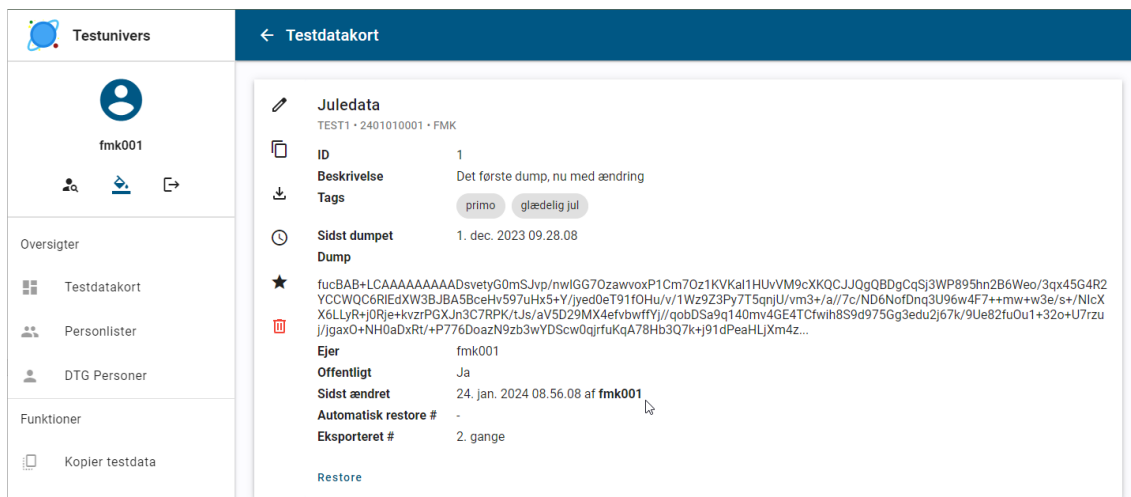 Testunivers
fmk001
Oversigter
Testdatakort
Personlister
DTG Personer
Funktioner
Kopier testdata
Testdatakort
Juledata
TEST1 • 2401010001 • FMK
ID 1
Beskrivelse Det første dump, nu med ændring
Tags primo glædelig jul
Sidst dumpet 1. dec. 2023 09.28.08
Dump
fucBAB+LCAAAAAAAAADsvetyG0mSJvp/nwIGG7OzawvoxP1Cm7Oz1KVKal1HUvVM9cXKQCJJQgQBDgCqSj3WP895hn2B6Weo/3qx45G4R2
YCCWQC6RIEdXW3BJBA5BceHv597uHx5+Y/jyed0eT91fOHu/v/1Wz9Z3Py7T5qnjU/vm3+/a//7c/ND6NofDnq3U96w4F7++mw+w3e/s+/NIcX
X6LLyR+j0Rje+kvzrPGXJn3C7RPK/tJs/aV5D29MX4efvbwffYj//qobDSa9q140mv4GE4TCfwih8S9d975Gg3edu2j67k/9Ue82fuOu1+32o+U7rzu
j/jgaxO+NH0aDxRt/+P776DoazN9zb3wYDScw0qjrfuKqA78Hb3Q7k+j91dPeaHLjXm4z...
Ejer fmk001
Offentligt Ja
Sidst ændret 24. jan. 2024 08.56.08 af fmk001
Automatisk restore # -
Eksporteret # 2. gange
Restore